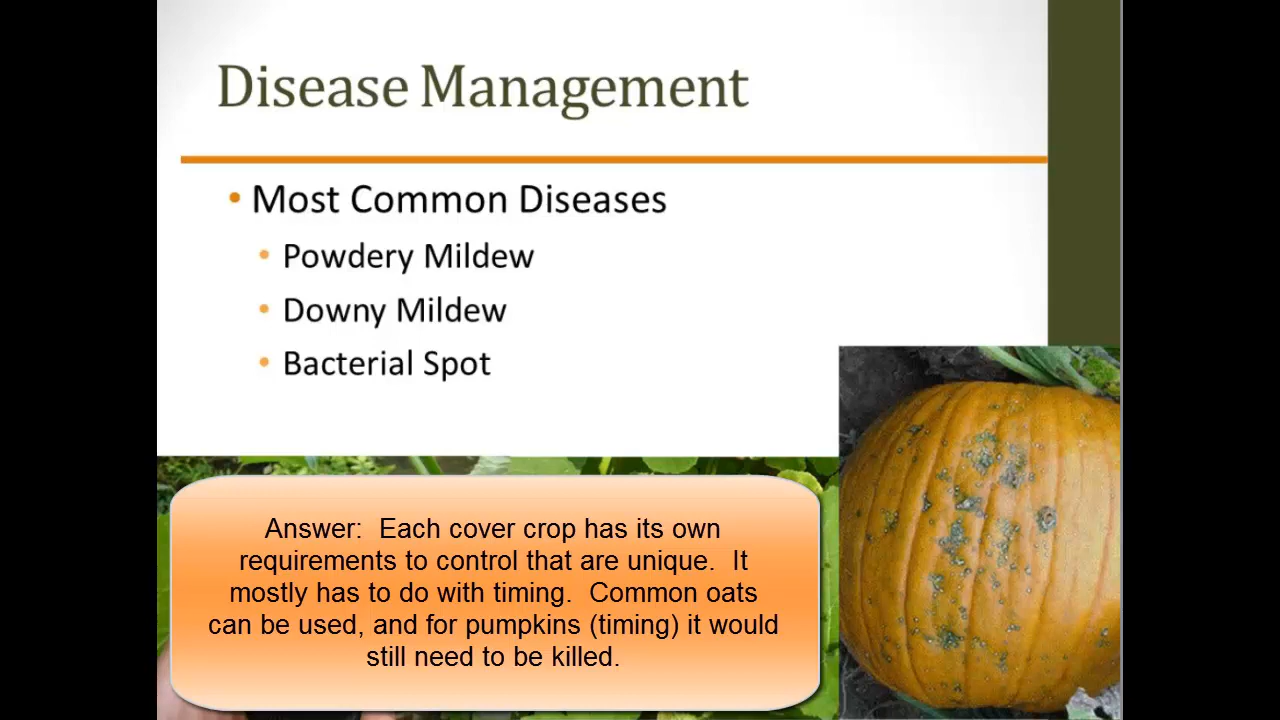 Disease Management
• Most Common Diseases
• Powdery Mildew
• Downy Mildew
• Bacterial Spot
Answer:  Each cover crop has its own
requirements to control that are unique.  It
mostly has to do with timing.  Common oats
can be used, and for pumpkins (timing) it would
still need to be killed.